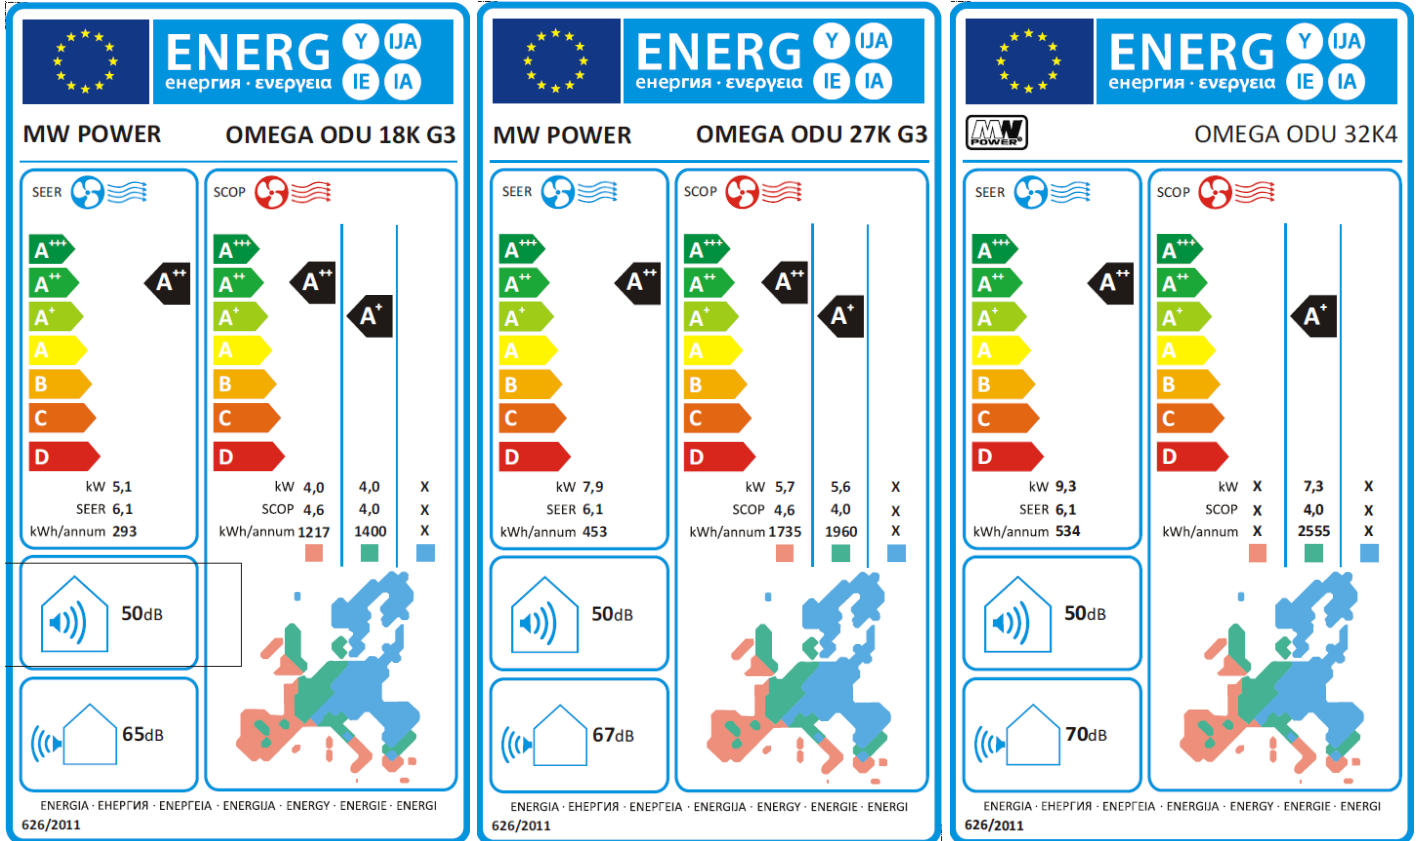 ENERG Y IJA IE IA
енергия · ενεργεια
MW POWER OMEGA ODU 18K G3
SEER
SCOP
A+++
A++
A+
A
B
C
D
A++
A+++
A++
A+
A
B
C
D
A++
A+
kW 5,1
SEER 6,1
kWh/annum 293
kW 4,0 4,0 X
SCOP 4,6 4,0 X
kWh/annum 1217 1400 X
50dB
65dB
ENERGIA · ЕНЕРГИЯ · ΕΝΕΡΓΕΙΑ · ENERGIJA · ENERGY · ENERGIE · ENERGI
626/2011
ENERG Y IJA IE IA
енергия · ενεργεια
MW POWER OMEGA ODU 27K G3
SEER
SCOP
A+++
A++
A+
A
B
C
D
A++
A+++
A++
A+
A
B
C
D
A++
A+
kW 7,9
SEER 6,1
kWh/annum 453
kW 5,7 5,6 X
SCOP 4,6 4,0 X
kWh/annum 1735 1960 X
50dB
67dB
ENERGIA · ЕНЕРГИЯ · ΕΝΕΡΓΕΙΑ · ENERGIJA · ENERGY · ENERGIE · ENERGI
626/2011
ENERG Y IJA IE IA
енергия · ενεργεια
MW POWER® OMEGA ODU 32K4
SEER
SCOP
A+++
A++
A+
A
B
C
D
A++
A+++
A++
A+
A
B
C
D
A+
kW 9,3
SEER 6,1
kWh/annum 534
kW X 7,3 X
SCOP X 4,0 X
kWh/annum X 2555 X
50dB
70dB
ENERGIA · ЕНЕРГИЯ · ΕΝΕΡΓΕΙΑ · ENERGIJA · ENERGY · ENERGIE · ENERGI
626/2011